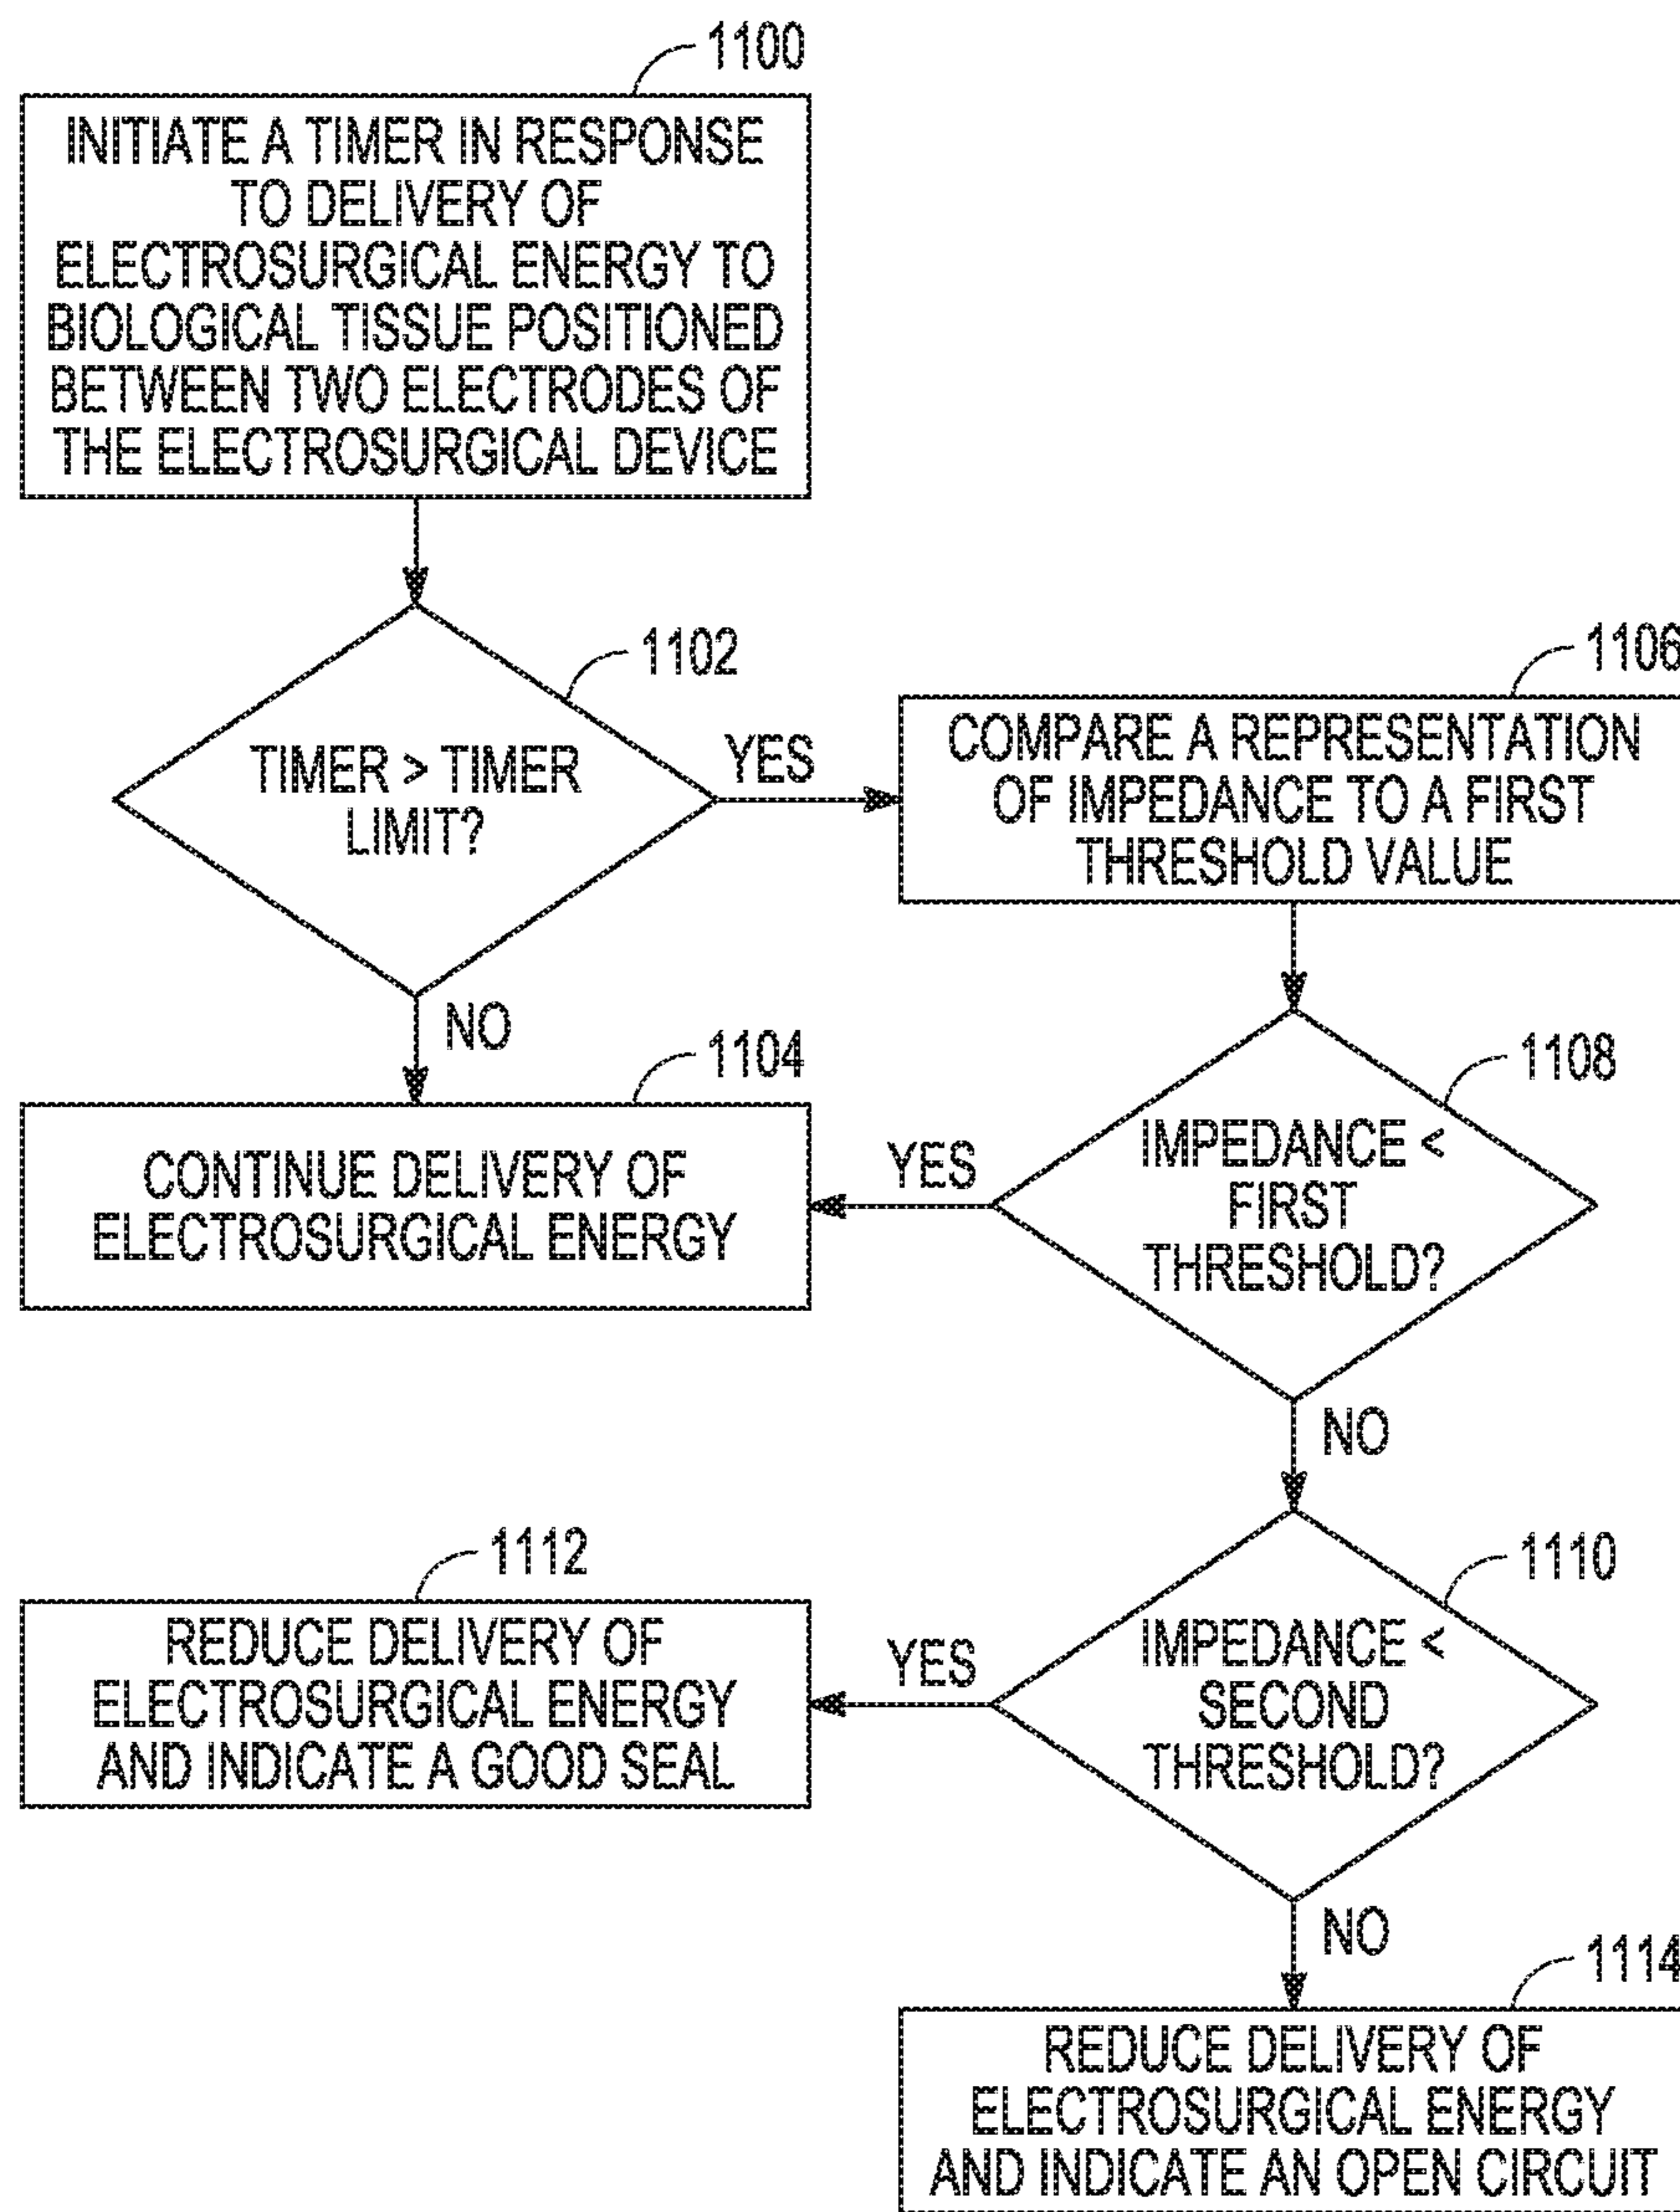 1100
INITIATE A TIMER IN RESPONSE
TO DELIVERY OF
ELECTROSURGICAL ENERGY TO
BIOLOGICAL TISSUE POSITIONED
BETWEEN TWO ELECTRODES OF
THE ELECTROSURGICAL DEVICE
1102
TIMER > TIMER
LIMIT?
YES
NO
1106
COMPARE A REPRESENTATION
OF IMPEDANCE TO A FIRST
THRESHOLD VALUE
1104
CONTINUE DELIVERY OF
ELECTROSURGICAL ENERGY
1108
IMPEDANCE <
FIRST
THRESHOLD?
YES
NO
1110
IMPEDANCE <
SECOND
THRESHOLD?
YES
NO
1112
REDUCE DELIVERY OF
ELECTROSURGICAL ENERGY
AND INDICATE A GOOD SEAL
1114
REDUCE DELIVERY OF
ELECTROSURGICAL ENERGY
AND INDICATE AN OPEN CIRCUIT